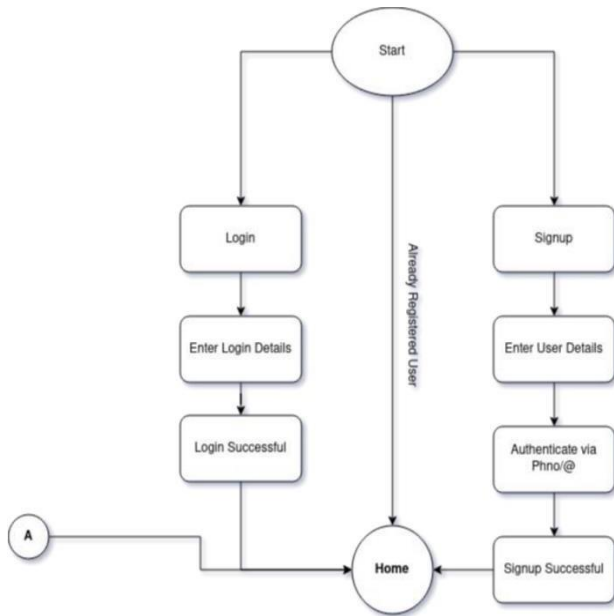 Start
Login
Signup
Already Registered User
Enter Login Details
Enter User Details
Login Successful
Authenticate via
Phno/@
A
Home
Signup Successful